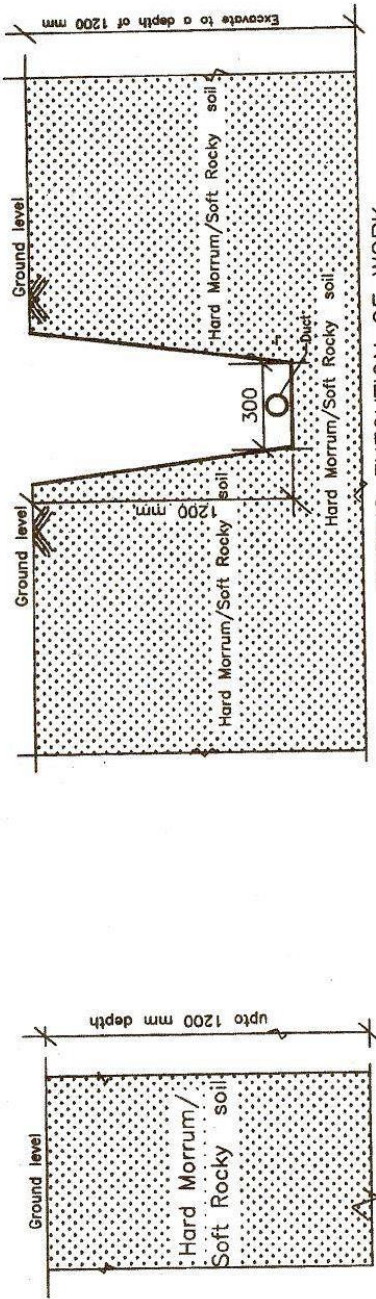 Ground level
Hard Morrum/
Soft Rocky soil
upto 1200 mm depth
Ground level
Ground level
Excavate to a depth of 1200 mm
1200 mm
Hard Morrum/Soft Rocky soil
Hard Morrum/Soft Rocky soil
300
Duct
Hard Morrum/Soft Rocky soil
OF WORK